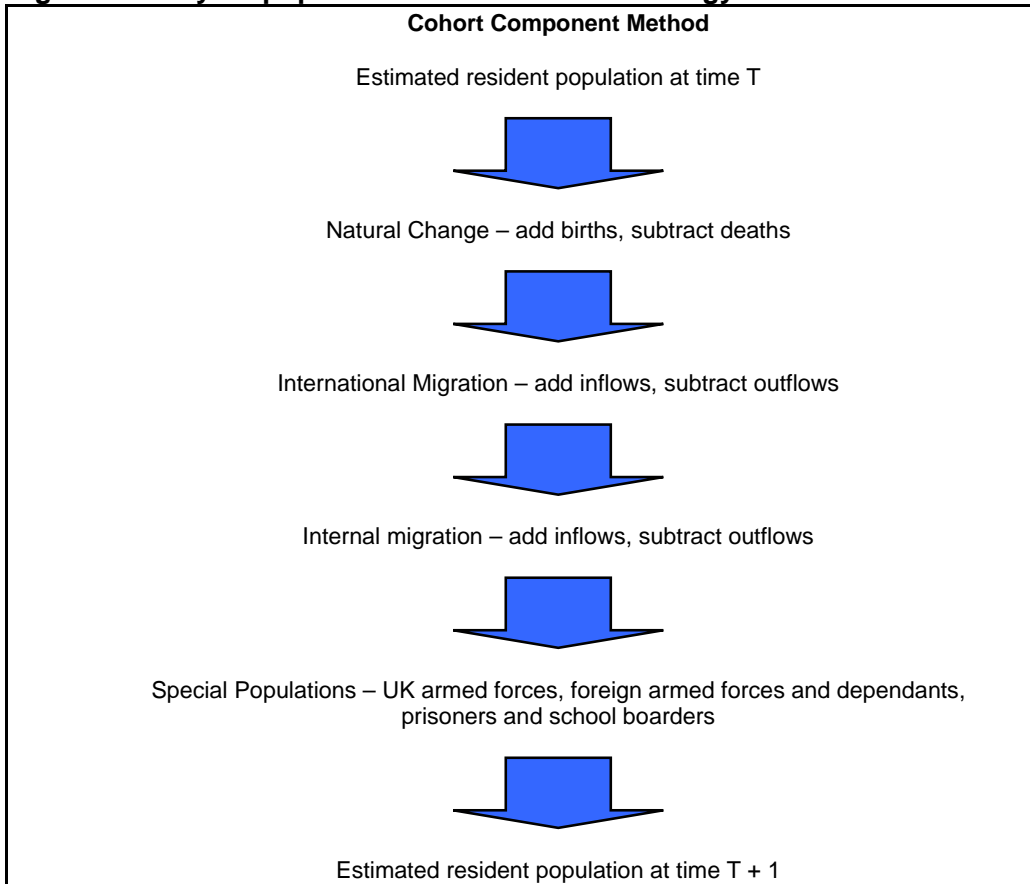 Cohort Component Method
Estimated resident population at time T
Natural Change – add births, subtract deaths
International Migration – add inflows, subtract outflows
Internal migration – add inflows, subtract outflows
Special Populations – UK armed forces, foreign armed forces and dependants,
prisoners and school boarders
Estimated resident population at time T + 1